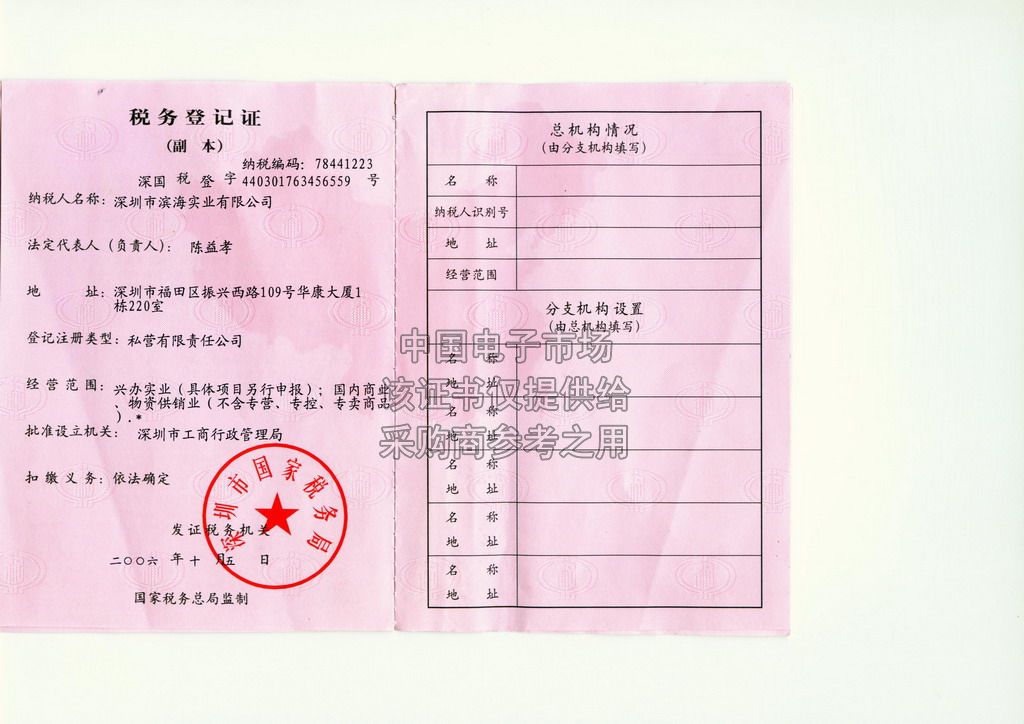 税务登记证
(副 本)
纳税编码: 78441223
深国 税 登 字 440301763456559 号
纳税人名称: 深圳市滨海实业有限公司
法定代表人(负责人): 陈益孝
地 址: 深圳市福田区振兴西路109号华康大厦1
栋220室
登记注册类型: 私营有限责任公司
经营范围: 兴办实业(具体项目另行申报); 国内商业
、物资供销业(不含专营、专控、专卖商品
).*
批准设立机关: 深圳市工商行政管理局
扣缴义务: 依法确定
深圳市国家税务局
发证税务机关
二〇〇六 年 十 月五 日
国家税务总局监制
总机构情况
(由分支机构填写)
名 称
纳税人识别号
地 址
经营范围
分支机构设置
(由总机构填写)
名 称
地 址
名 称
地 址
名 称
地 址
名 称
地 址
名 称
地 址
中国电子市场
该证书仅提供给
采购商参考之用